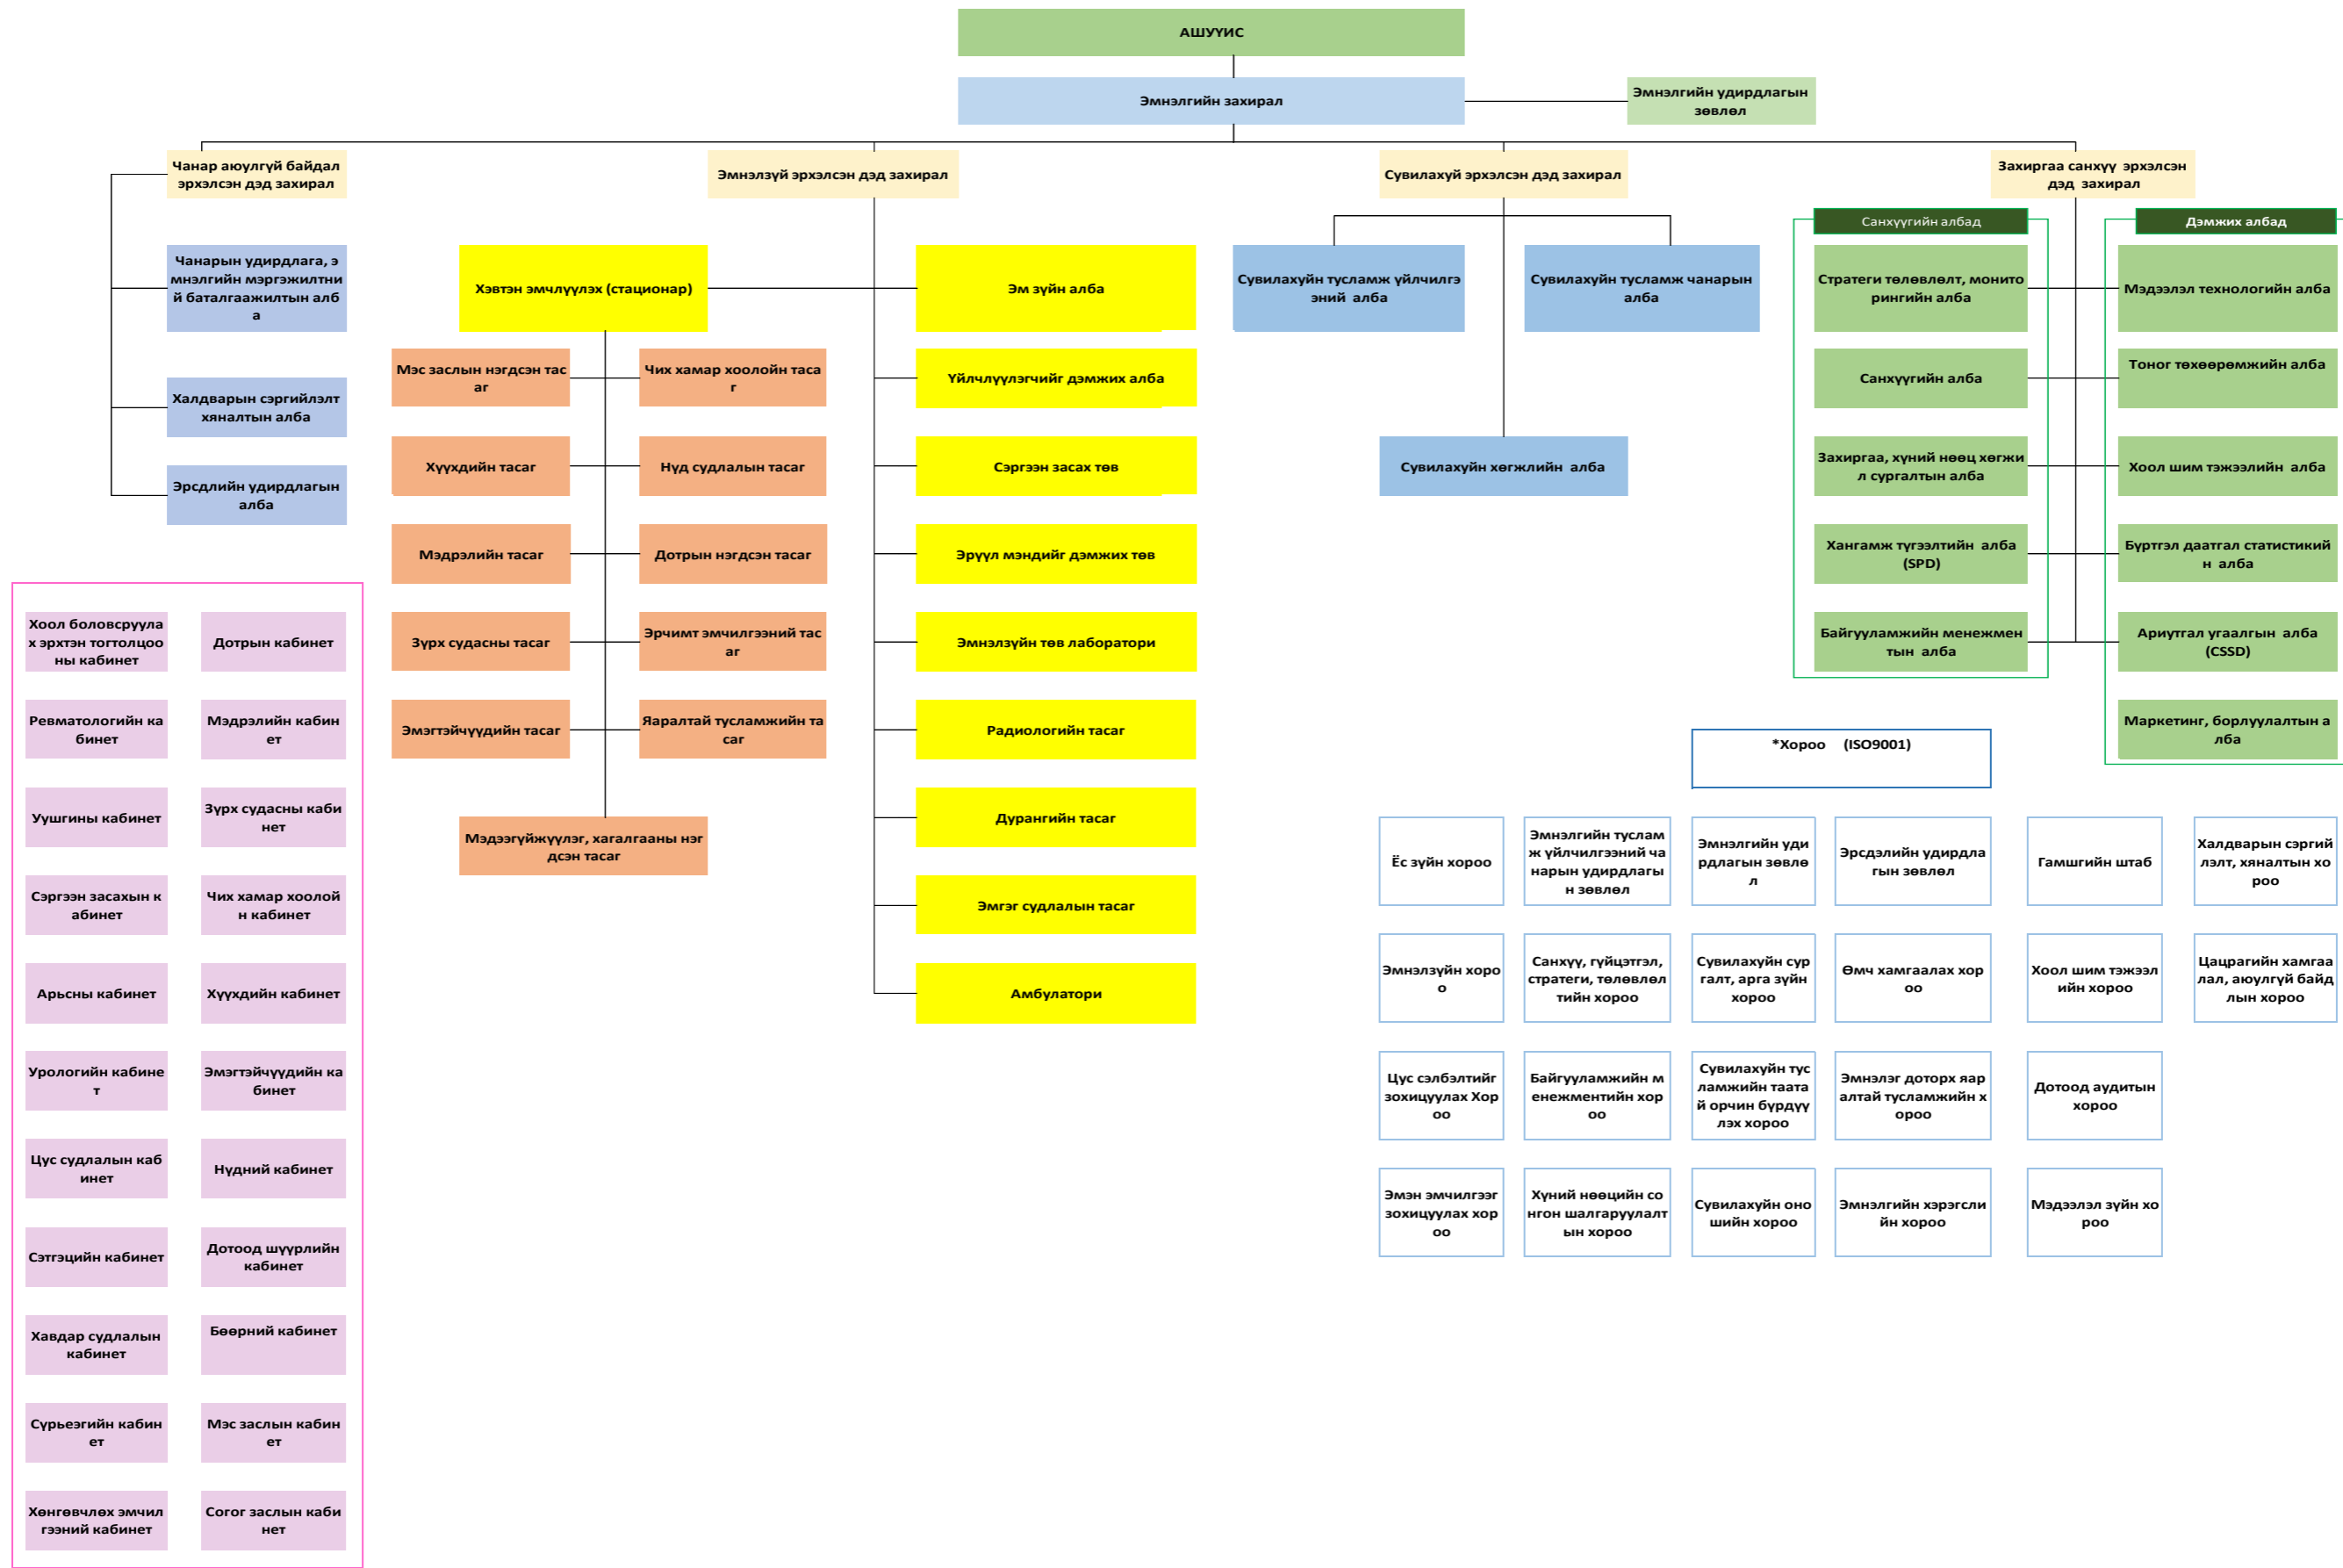 АШУҮИС
Эмнэлгийн захирал
Эмнэлгийн удирдлагын
зөвлөл
Чанар аюулгүй байдал
эрхэлсэн дэд захирал
Эмнэлзүй эрхэлсэн дэд захирал
Сувилахуй эрхэлсэн дэд захирал
Захиргаа санхүү эрхэлсэн
дэд захирал
Санхүүгийн албад
Дэмжих албад
Чанарын удирдлага, э
мнэлгийн мэргэжилтни
й баталгаажилтын алб
а
Халдварын сэргийлэлт
хяналтын алба
Эрсдлийн удирдлагын
алба
Хэвтэн эмчлүүлэх (стационар)
Мэс заслын нэгдсэн тас
аг
Чих хамар хоолойн таса
г
Хүүхдийн тасаг
Нүд судлалын тасаг
Мэдрэлийн тасаг
Дотрын нэгдсэн тасаг
Зүрх судасны тасаг
Эрчимт эмчилгээний тас
аг
Эмэгтэйчүүдийн тасаг
Яаралтай тусламжийн та
саг
Мэдээгүйжүүлэг, хагалгааны нэг
дсэн тасаг
Эм зүйн алба
Үйлчлүүлэгчийг дэмжих алба
Сэргээн засах төв
Эрүүл мэндийг дэмжих төв
Эмнэлзүйн төв лаборатори
Радиологийн тасаг
Дурангийн тасаг
Эмгэг судлалын тасаг
Амбулатори
Сувилахуйн тусламж үйлчилгэ
эний алба
Сувилахуйн тусламж чанарын
алба
Сувилахуйн хөгжлийн алба
Стратеги төлөвлөлт, монито
рингийн алба
Мэдээлэл технологийн алба
Санхүүгийн алба
Тоног төхөөрөмжийн алба
Захиргаа, хүний нөөц хөгжи
л сургалтын алба
Хоол шим тэжээлийн алба
Хангамж түгээлтийн алба
(SPD)
Бүртгэл даатгал статистикий
н алба
Байгууламжийн менежмен
тын алба
Ариутгал угаалгын алба
(CSSD)
Маркетинг, борлуулалтын а
лба
Хоол боловсруула
х эрхтэн тогтолцоо
ны кабинет
Дотрын кабинет
Ревматологийн ка
бинет
Мэдрэлийн кабин
ет
Уушгины кабинет
Зүрх судасны каби
нет
Сэргээн засахын к
абинет
Чих хамар хоолой
н кабинет
Арьсны кабинет
Хүүхдийн кабинет
Урологийн кабине
т
Эмэгтэйчүүдийн ка
бинет
Цус судлалын каб
инет
Нүдний кабинет
Сэтгэцийн кабинет
Дотоод шүүрлийн
кабинет
Хавдар судлалын
кабинет
Бөөрний кабинет
Сүрьеэгийн кабин
ет
Мэс заслын кабин
ет
Хөнгөвчлөх эмчил
гээний кабинет
Согог заслын каби
нет
*Хороо (ISO9001)
Ёс зүйн хороо
Эмнэлгийн туслам
ж үйлчилгээний ча
нарын удирдлагы
н зөвлөл
Эмнэлгийн уди
рдлагын зөвлө
л
Эрсдэлийн удирдла
гын зөвлөл
Гамшгийн штаб
Халдварын сэргий
лэлт, хяналтын хо
роо
Эмнэлзүйн хоро
о
Санхүү, гүйцэтгэл,
стратеги, төлөвлөл
тийн хороо
Сувилахуйн сур
галт, арга зүйн
хороо
Өмч хамгаалах хор
оо
Хоол шим тэжээл
ийн хороо
Цацрагийн хамгаа
лал, аюулгүй байд
лын хороо
Цус сэлбэлтийг
зохицуулах Хор
оо
Байгууламжийн м
енежментийн хор
оо
Сувилахуйн тус
ламжийн таата
й орчин бүрдүү
лэх хороо
Эмнэлэг доторх яар
алтай тусламжийн х
ороо
Дотоод аудитын
хороо
Эмэн эмчилгээг
зохицуулах хор
оо
Хүний нөөцийн со
нгон шалгаруулалт
ын хороо
Сувилахуйн оно
шийн хороо
Эмнэлгийн хэрэгсли
йн хороо
Мэдээлэл зүйн хо
роо